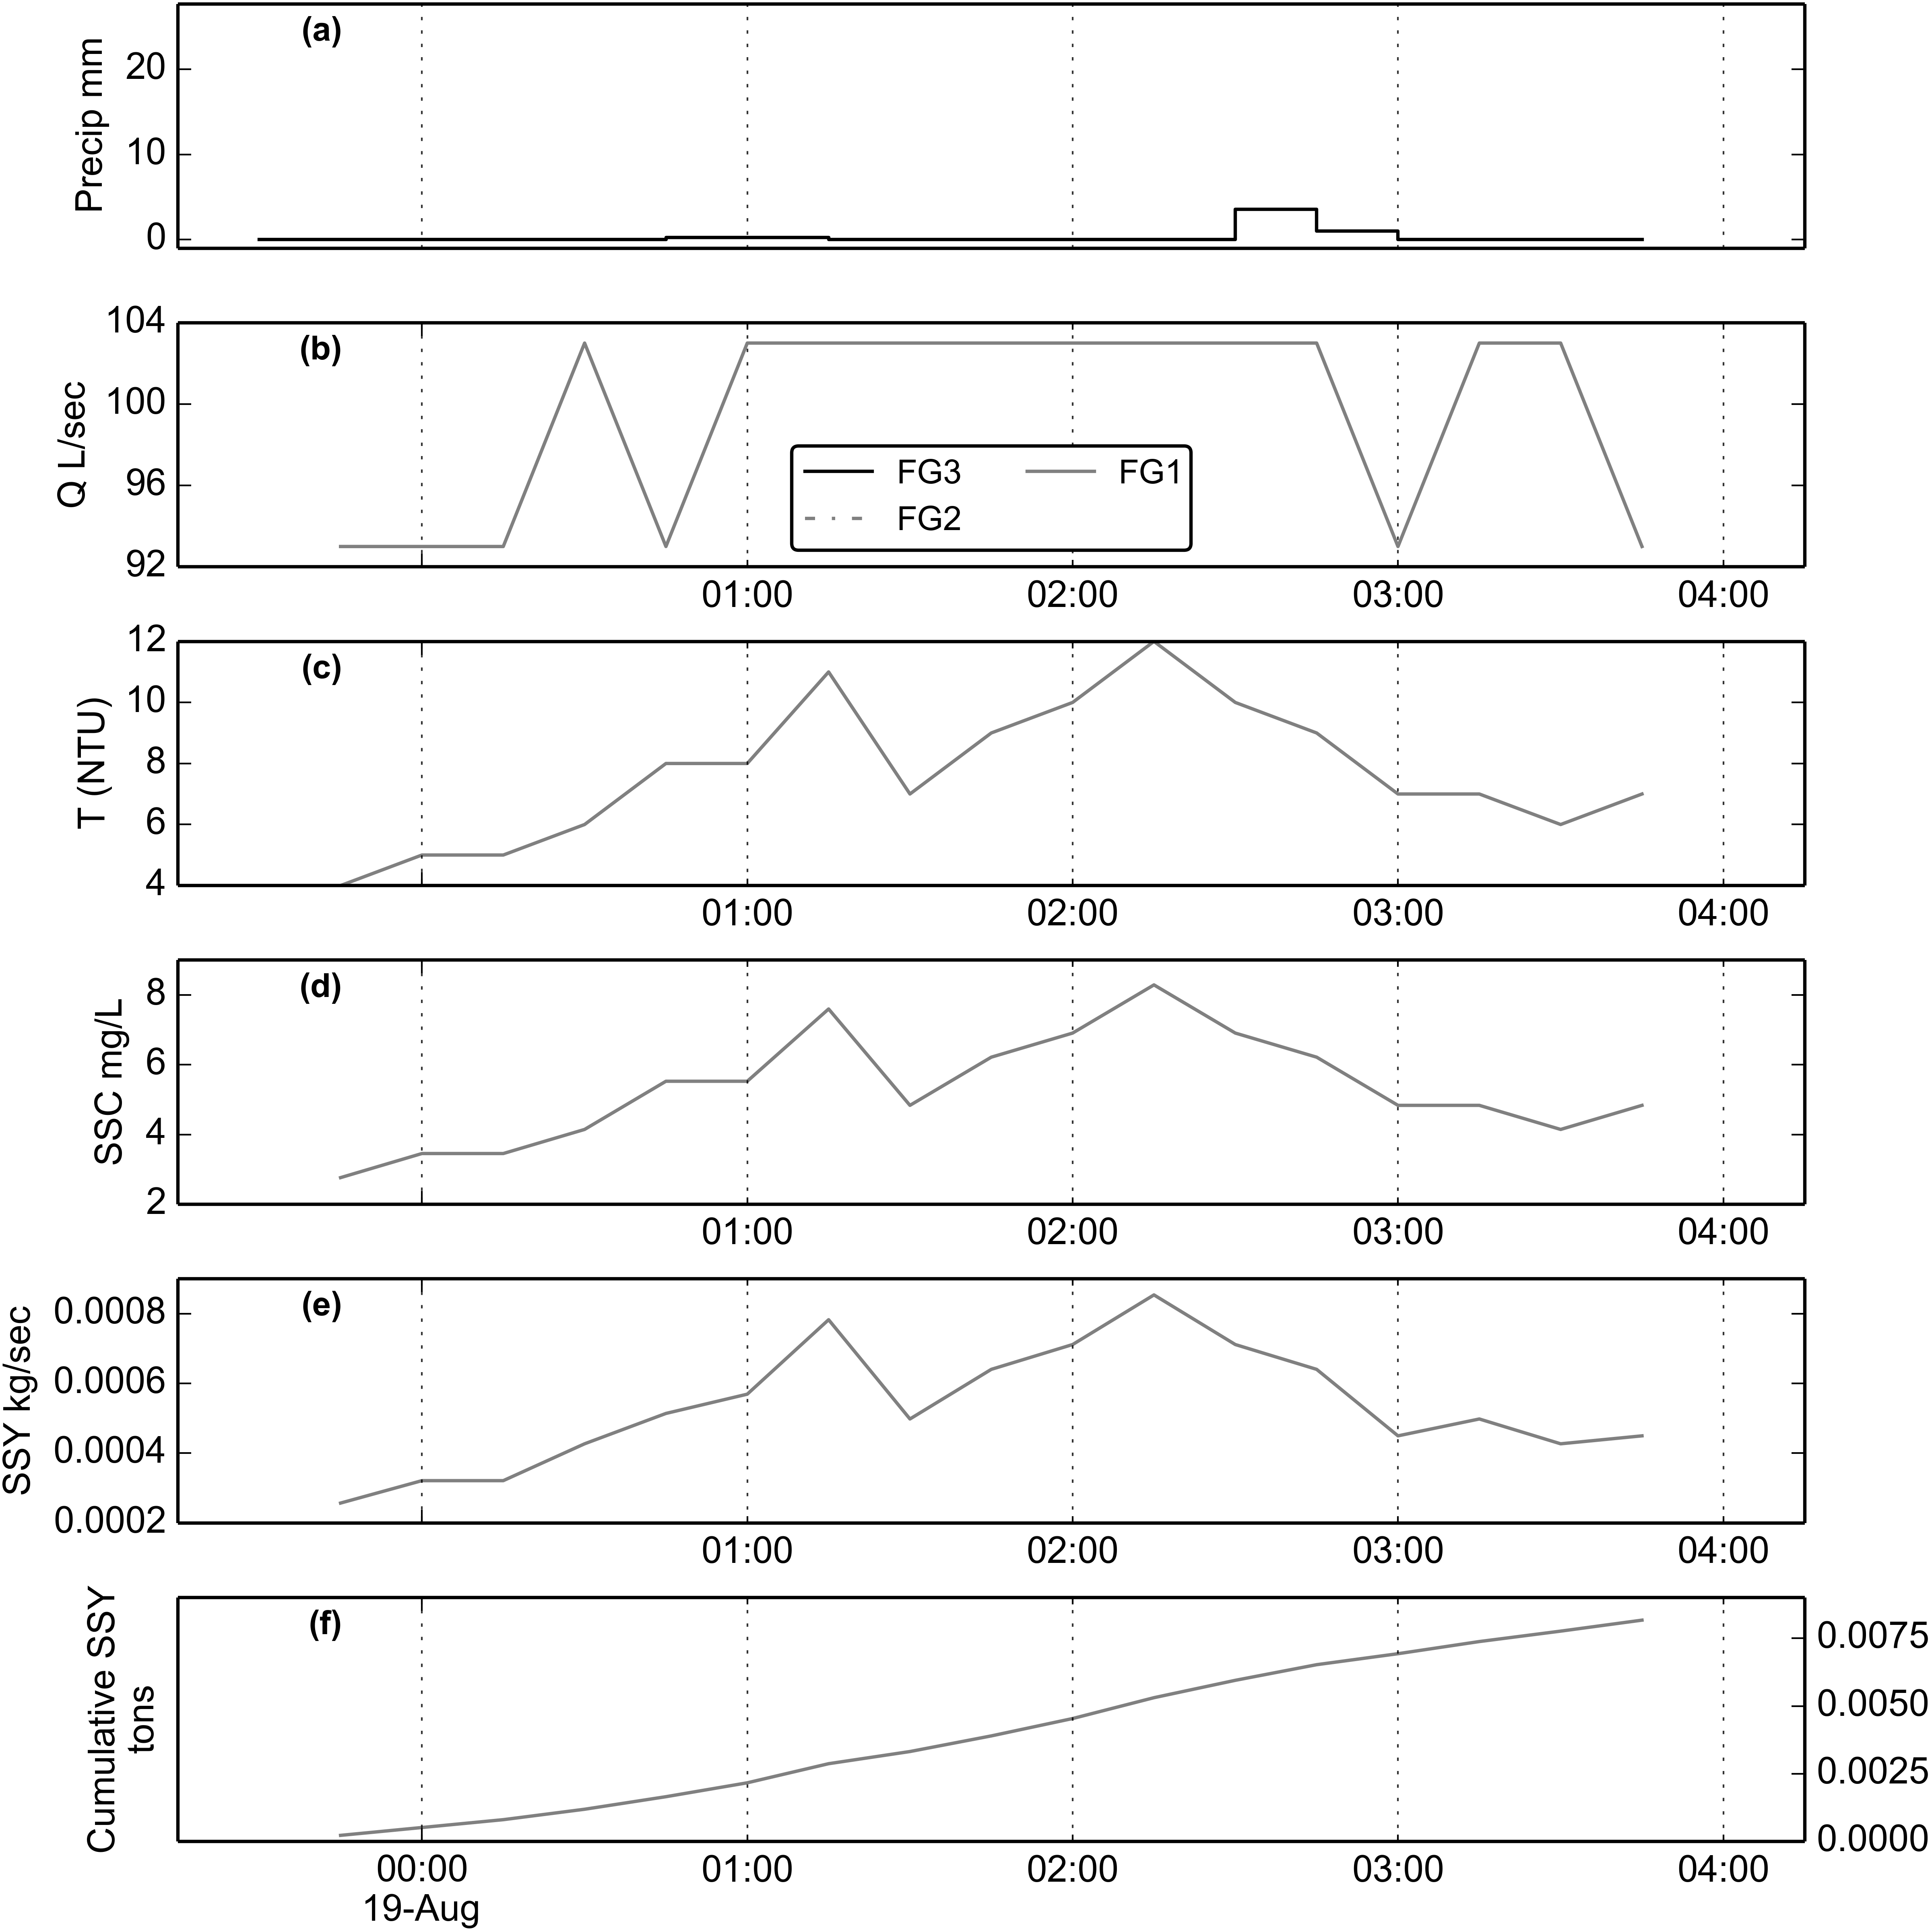 (a)
Precip mm
20
10
0
(b)
Q L/sec
104
100
96
92
FG3 FG1
FG2
01:00 02:00 03:00 04:00
(c)
T (NTU)
12
10
8
6
4
01:00 02:00 03:00 04:00
(d)
SSC mg/L
8
6
4
2
01:00 02:00 03:00 04:00
(e)
SSY kg/sec
0.0008
0.0006
0.0004
0.0002
01:00 02:00 03:00 04:00
(f)
Cumulative SSY
tons
0.0075
0.0050
0.0025
0.0000
00:00 01:00 02:00 03:00 04:00
19-Aug